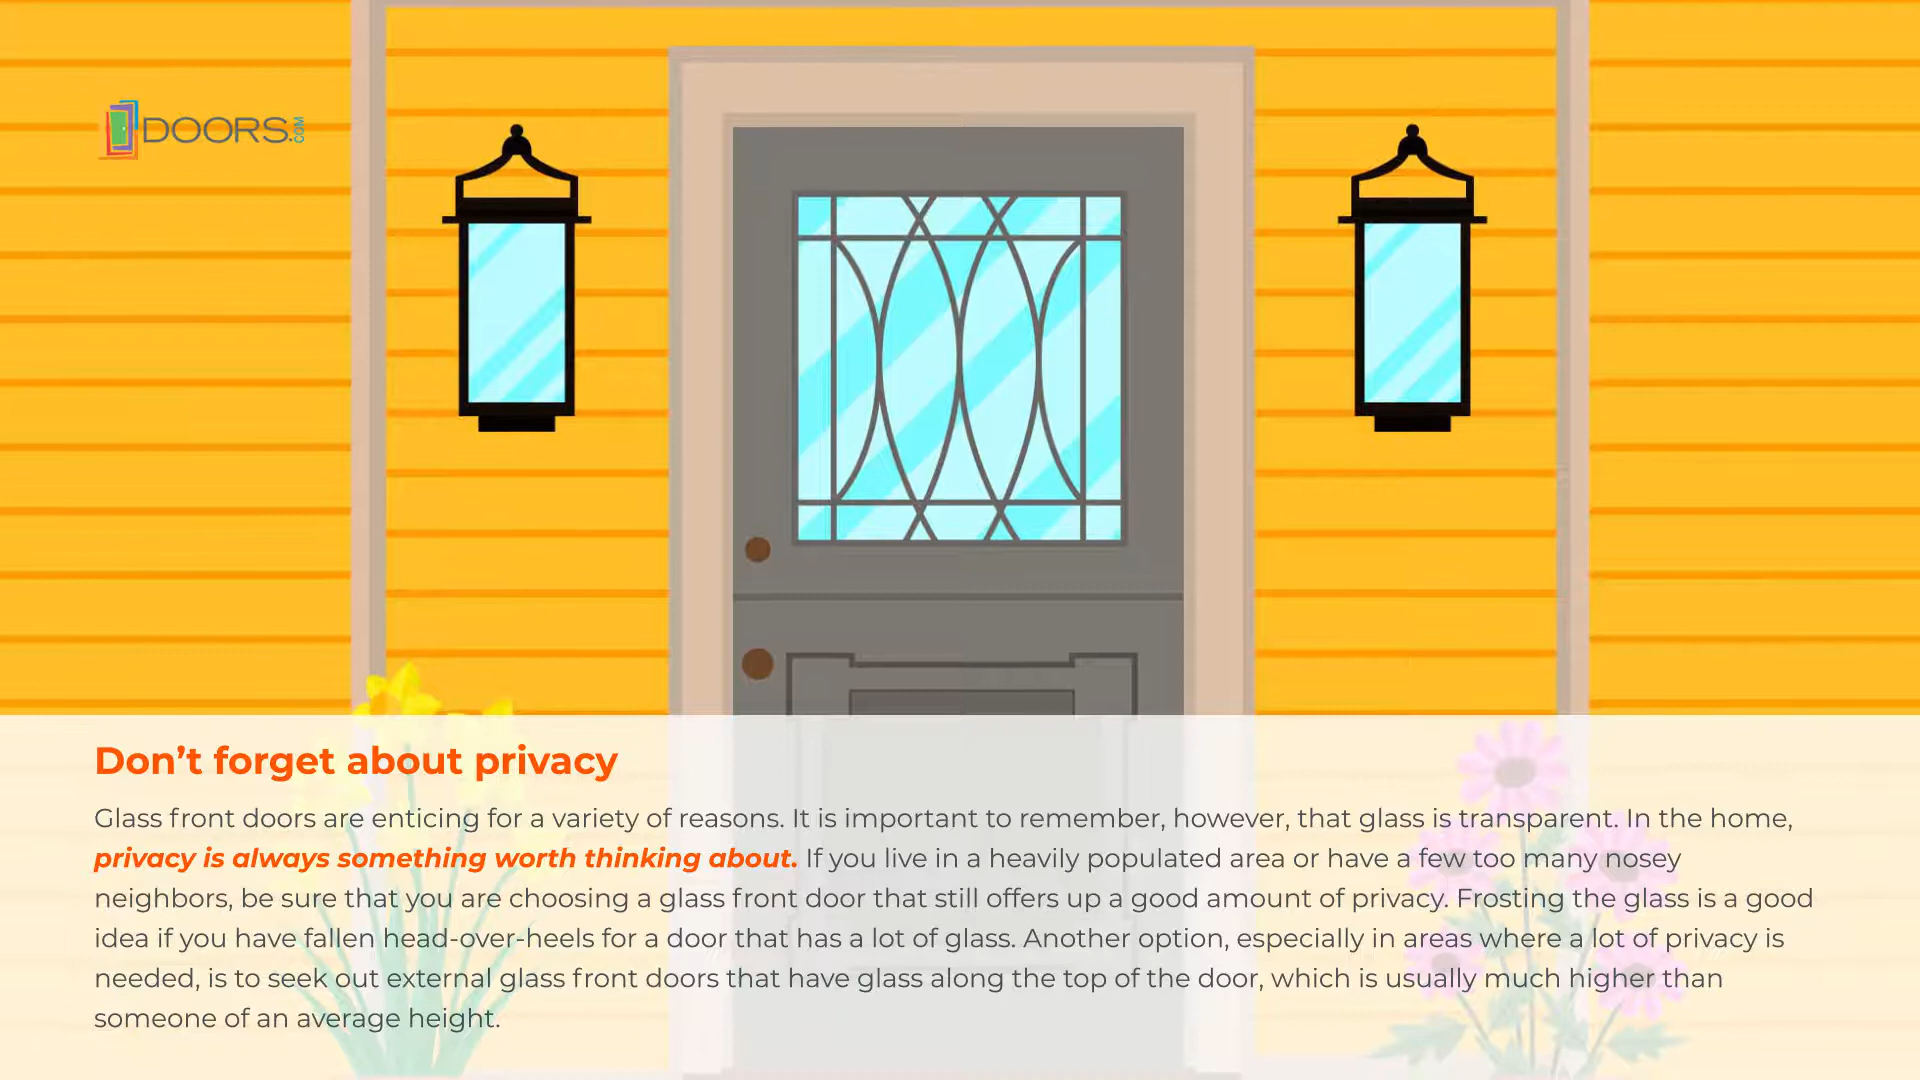 DOORS.COM
Don’t forget about privacy
Glass front doors are enticing for a variety of reasons. It is important to remember, however, that glass is transparent. In the home,
privacy is always something worth thinking about. If you live in a heavily populated area or have a few too many nosey
neighbors, be sure that you are choosing a glass front door that still offers up a good amount of privacy. Frosting the glass is a good
idea if you have fallen head-over-heels for a door that has a lot of glass. Another option, especially in areas where a lot of privacy is
needed, is to seek out external glass front doors that have glass along the top of the door, which is usually much higher than
someone of an average height.